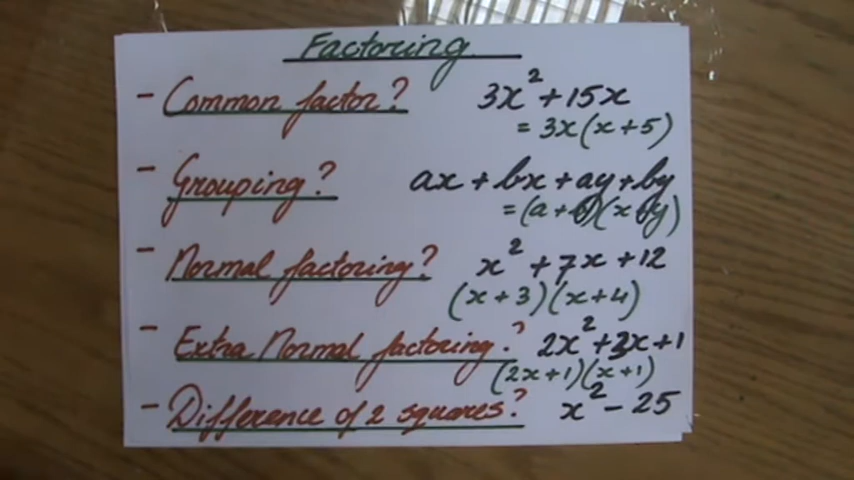 Factoring
- Common factor? 3x² + 15x
= 3x(x+5)
- Grouping? ax + bx + ay + by
= (a+b)(x+y)
- Normal factoring? x² + 7x + 12
(x+3)(x+4)
- Extra Normal factoring? 2x² + 3x + 1
(2x+1)(x+1)
- Difference of 2 squares? x² - 25